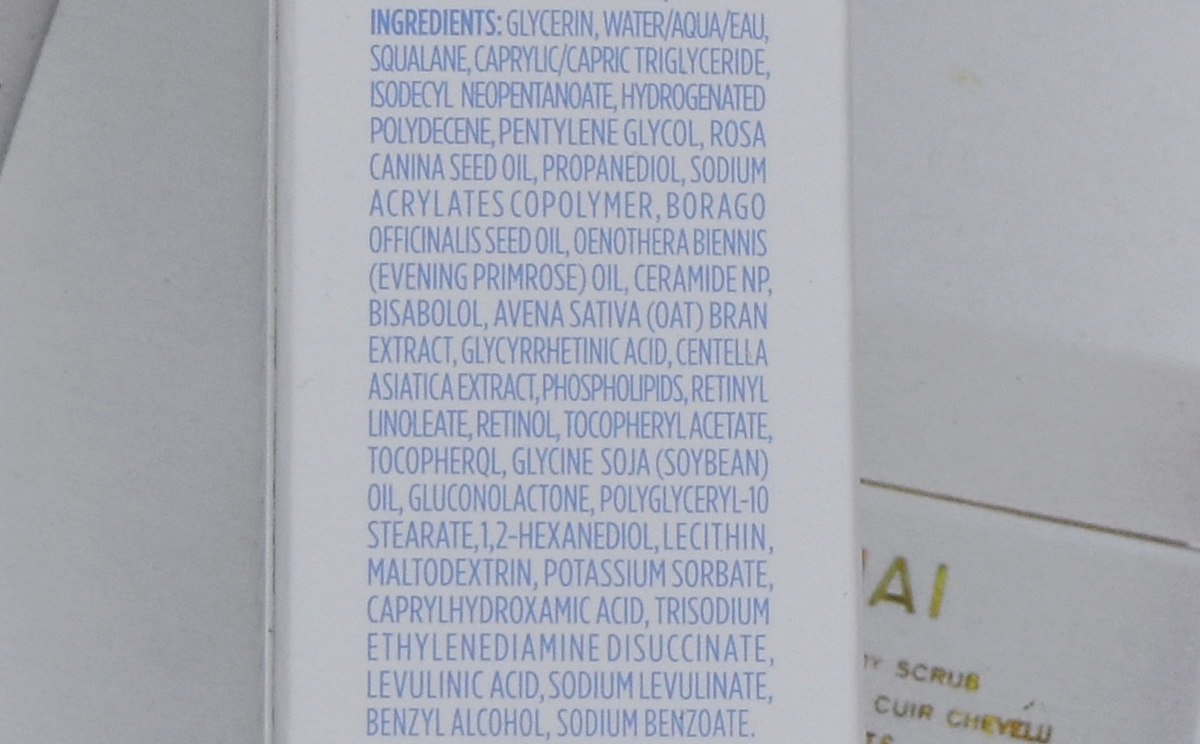 INGREDIENTS: GLYCERIN, WATER/AQUA/EAU,
SQUALANE, CAPRYLIC/CAPRIC TRIGLYCERIDE,
ISODECYL NEOPENTANOATE, HYDROGENATED
POLYDECENE, PENTYLENE GLYCOL, ROSA
CANINA SEED OIL, PROPANEDIOL, SODIUM
ACRYLATES COPOLYMER, BORAGO
OFFICINALIS SEED OIL, OENOTHERA BIENNIS
(EVENING PRIMROSE) OIL, CERAMIDE NP,
BISABOLOL, AVENA SATIVA (OAT) BRAN
EXTRACT, GLYCYRRHETINIC ACID, CENTELLA
ASIATICA EXTRACT, PHOSPHOLIPIDS, RETINYL
LINOLEATE, RETINOL, TOCOPHERYL ACETATE,
TOCOPHEROL, GLYCINE SOJA (SOYBEAN)
OIL, GLUCONOLACTONE, POLYGLYCERYL-10
STEARATE, 1,2-HEXANEDIOL, LECITHIN,
MALTODEXTRIN, POTASSIUM SORBATE,
CAPRYLHYDROXAMIC ACID, TRISODIUM
ETHYLENEDIAMINE DISUCCINATE,
LEVULINIC ACID, SODIUM LEVULINATE,
BENZYL ALCOHOL, SODIUM BENZOATE.
AI
SCRUB
CUIR CHEVELU